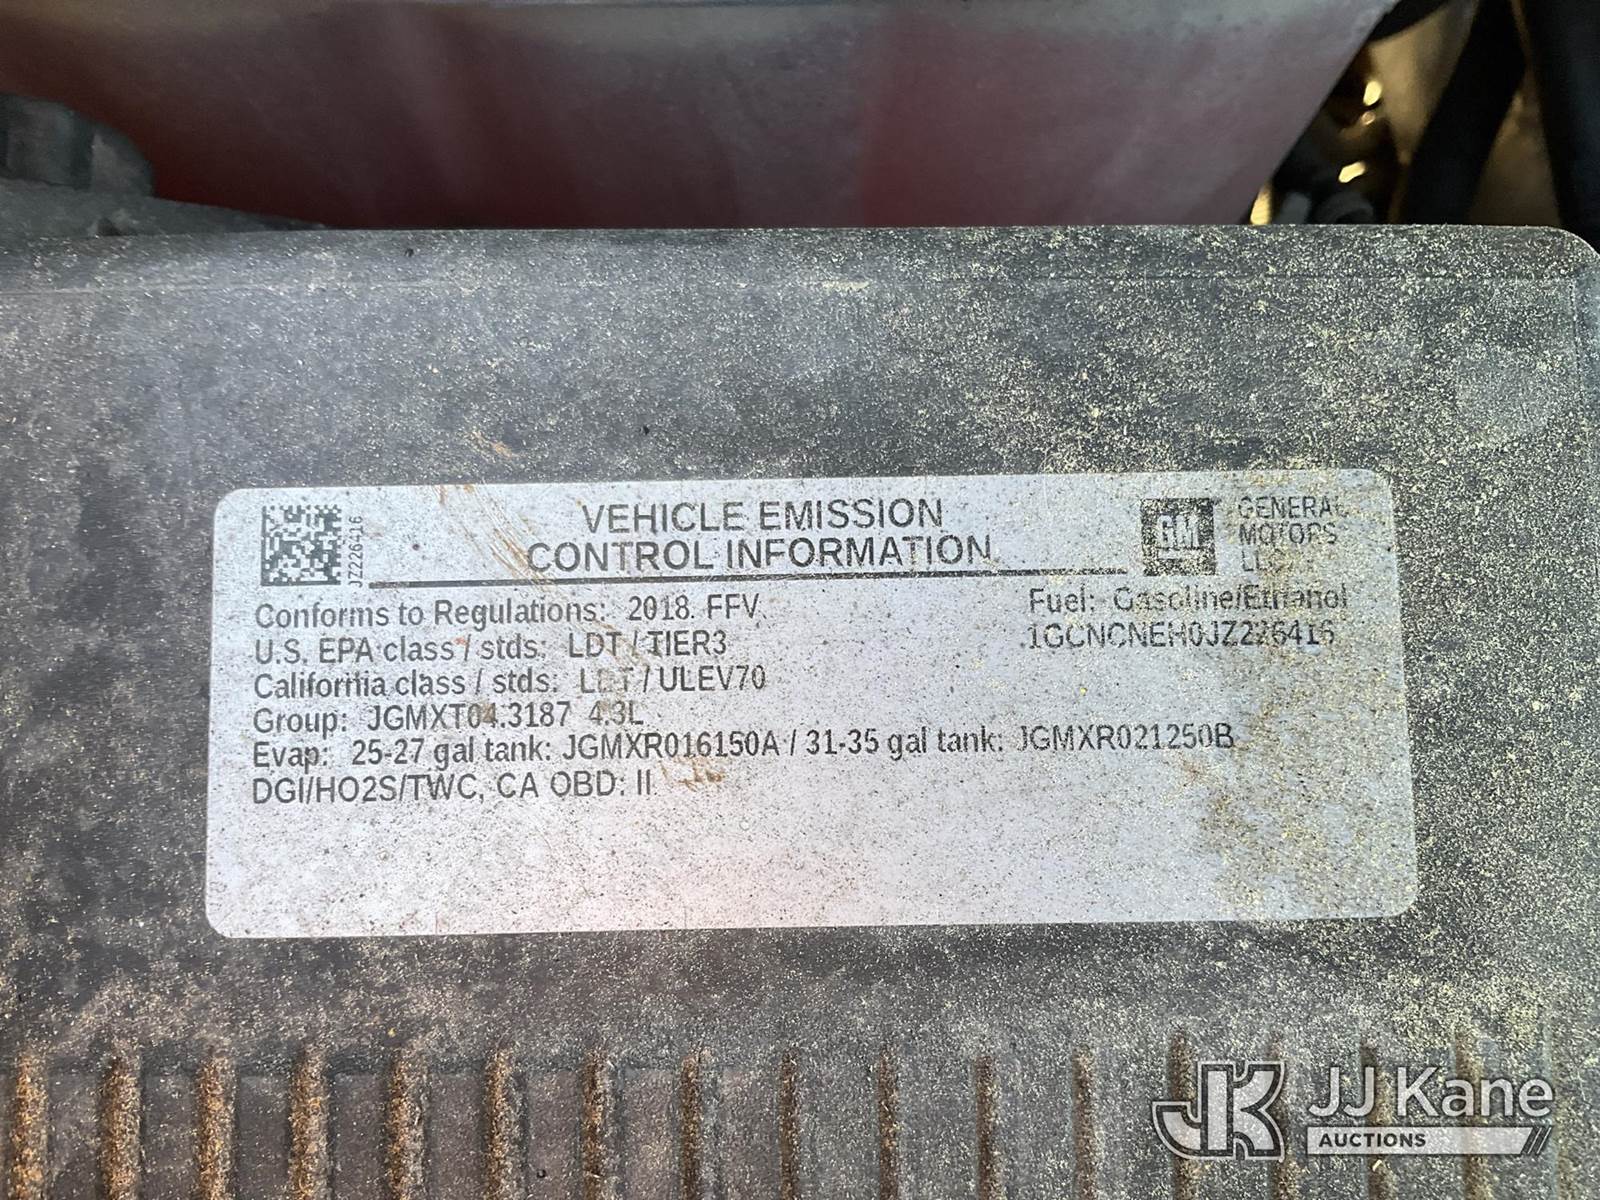 JZ226416
VEHICLE EMISSION
CONTROL INFORMATION
GM
GENERAL
MOTORS
LLC
Conforms to Regulations: 2018 FFV
Fuel: Gasoline/Ethanol
U.S. EPA class / stds: LDT / TIER3
1GCNCNEH0JZ226416
California class / stds: LDT / ULEV70
Group: JGMXT04.3187 4.3L
Evap: 25-27 gal tank: JGMXR016150A / 31-35 gal tank: JGMXR021250B
DGI/HO2S/TWC, CA OBD: II
JK
JJ Kane
AUCTIONS